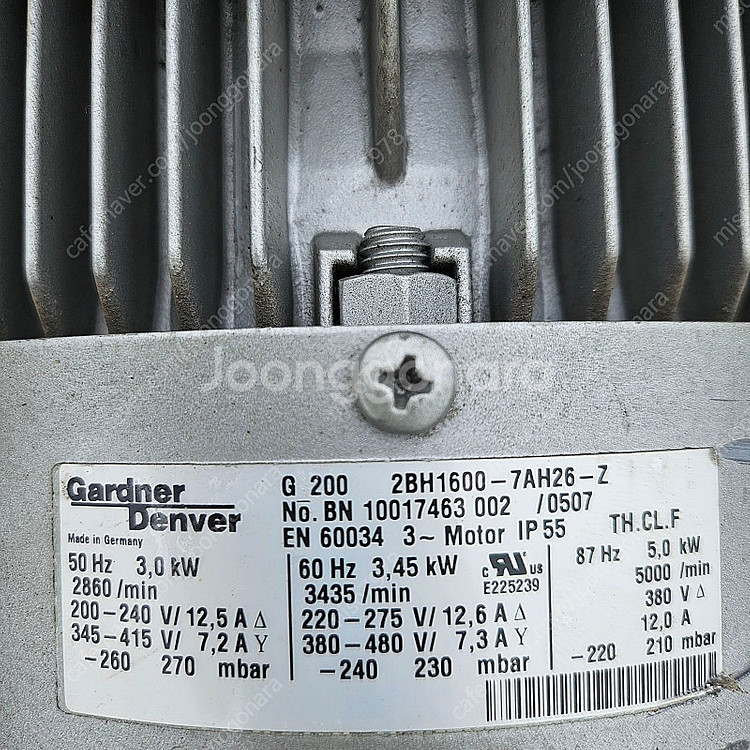 Joonggonara
Gardner
Denver
Made in Germany
G_200 2BH1600-7AH26-Z
No. BN 10017463 002 /0507
EN 60034 3~ Motor IP 55 TH.CL.F
50 Hz 3,0 kW
2860/min
200-240 V/ 12,5 A Δ
345-415 V/ 7,2 A Y
-260 270 mbar
60 Hz 3,45 kW
3435/min
220-275 V/ 12,6 A Δ
380-480 V/ 7,3 A Y
-240 230 mbar
c RU us
E225239
87 Hz 5,0 kW
5000/min
380 V Δ
12,0 A
-220 210 mbar